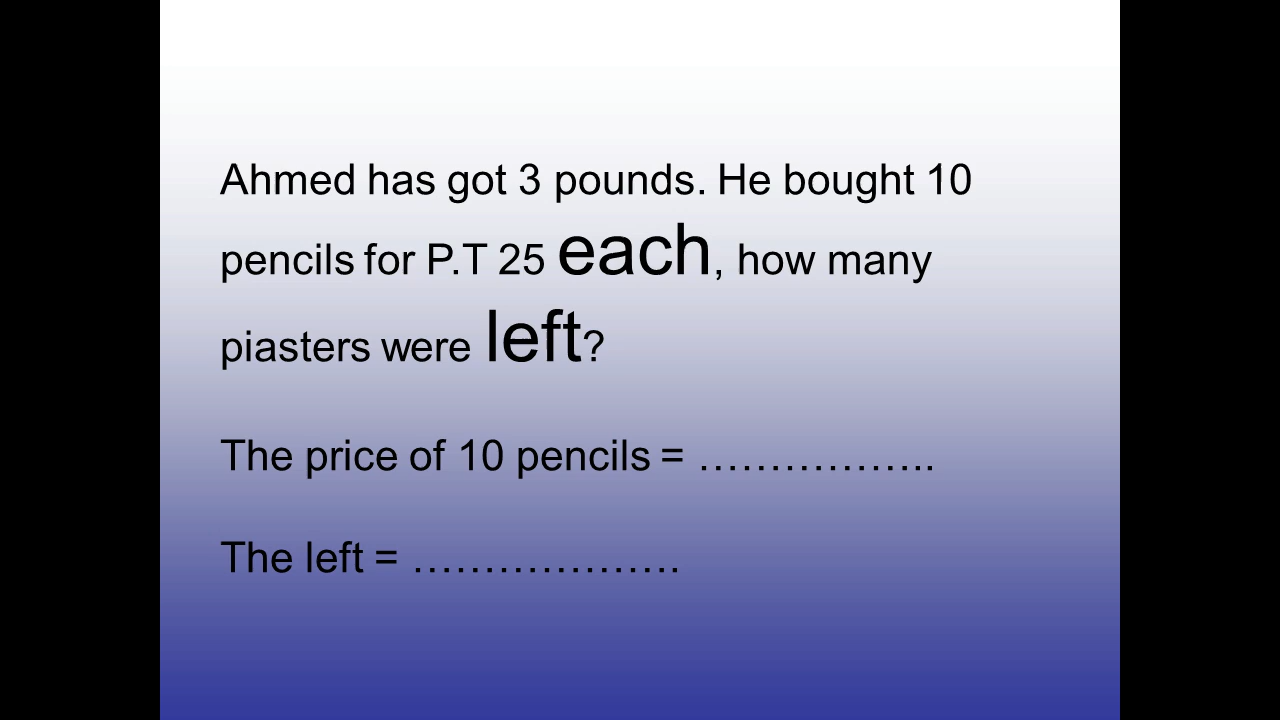 Ahmed has got 3 pounds. He bought 10
pencils for P.T 25 each, how many
piasters were left?
The price of 10 pencils = ……………..
The left = ……………….